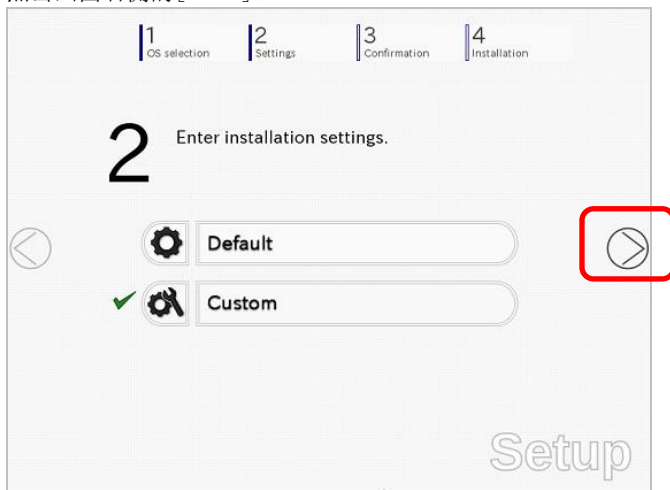 1 2 3 4
OS selection Settings Confirmation Installation
2 Enter installation settings.
Default
Custom
Setup